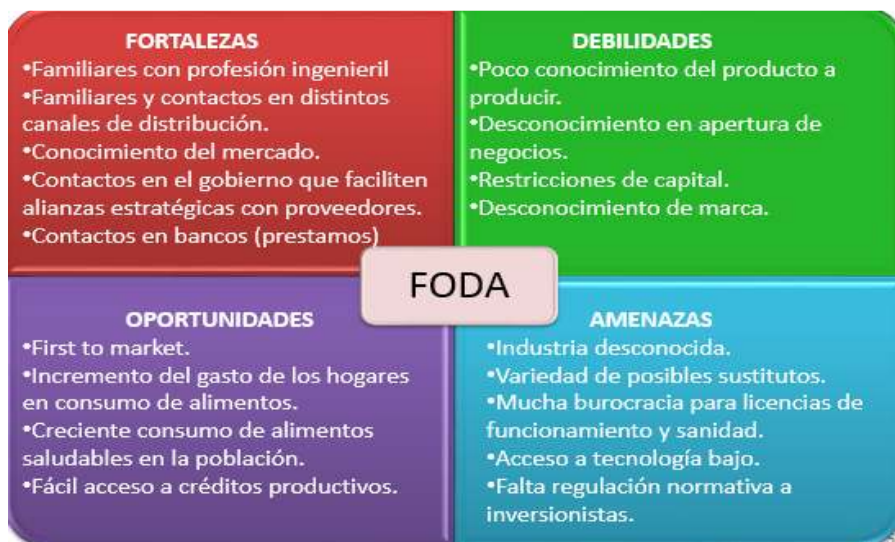 FORTALEZAS
•Familiares con profesión ingenieril
•Familiares y contactos en distintos
canales de distribución.
•Conocimiento del mercado.
•Contactos en el gobierno que faciliten
alianzas estratégicas con proveedores.
•Contactos en bancos (prestamos)
DEBILIDADES
•Poco conocimiento del producto a
producir.
•Desconocimiento en apertura de
negocios.
•Restricciones de capital.
•Desconocimiento de marca.
FODA
OPORTUNIDADES
•First to market.
•Incremento del gasto de los hogares
en consumo de alimentos.
•Creciente consumo de alimentos
saludables en la población.
•Fácil acceso a créditos productivos.
AMENAZAS
•Industria desconocida.
•Variedad de posibles sustitutos.
•Mucha burocracia para licencias de
funcionamiento y sanidad.
•Acceso a tecnología bajo.
•Falta regulación normativa a
inversionistas.